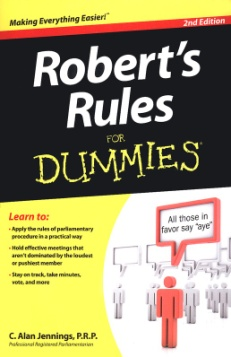 Making Everything Easier!™
2nd Edition
Robert's
Rules
FOR
DUMMIES®
Learn to:
• Apply the rules of parliamentary
procedure in a practical way
• Hold effective meetings that
aren't dominated by the loudest
or pushiest member
• Stay on track, take minutes,
vote, and more
All those in
favor say "aye"
C. Alan Jennings, P.R.P.
Professional Registered Parliamentarian